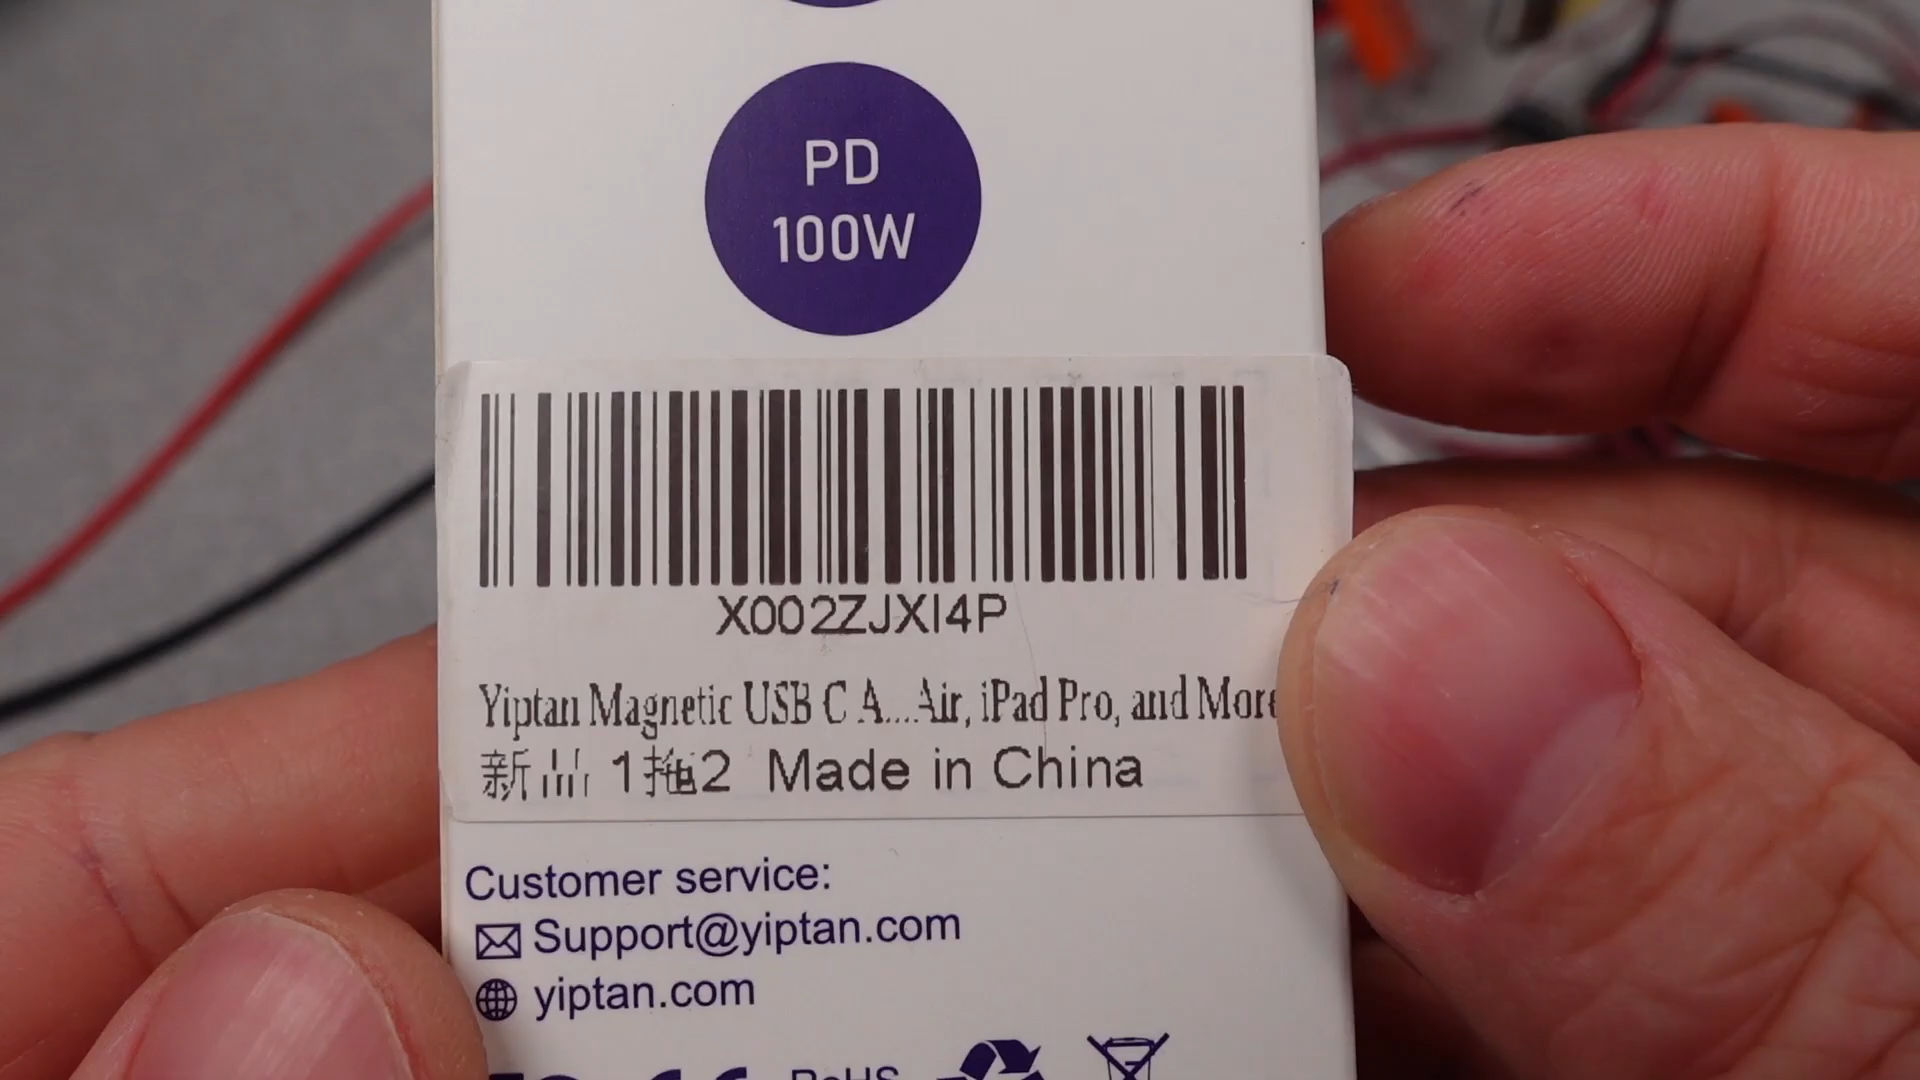 PD
100W
X002ZJXI4P
Yiptan Magnetic USB C A....Air, iPad Pro, and More
新品 1拖2 Made in China
Customer service:
Support@yiptan.com
yiptan.com
RoHS